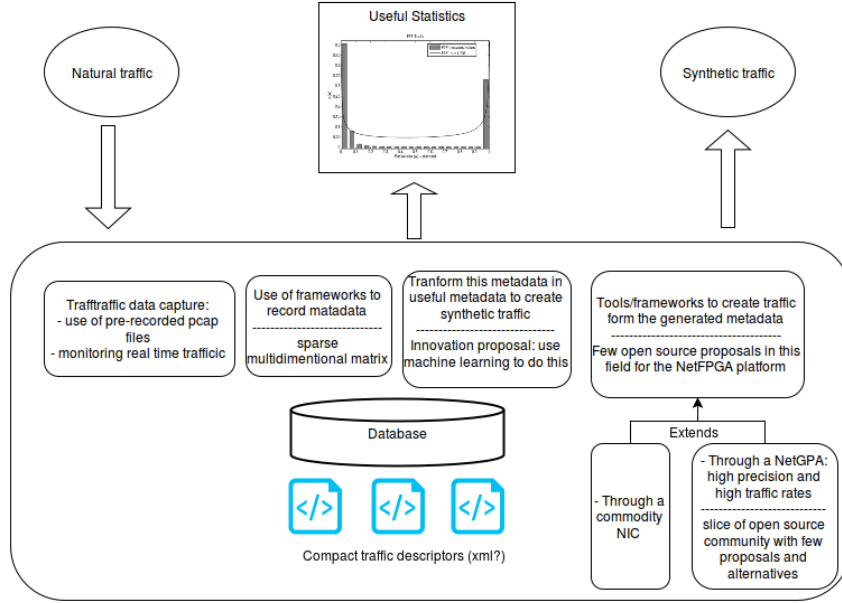 Useful Statistics
Natural traffic
Synthetic traffic
Trafftraffic data capture:
- use of pre-recorded pcap
files
- monitoring real time trafficic
Use of frameworks to
record matadata
------------------------------
sparse
multidimentional matrix
Tranform this metadata in
useful metadata to create
synthetic traffic
---------------------------
Innovation proposal: use
machine learning to do this
Tools/frameworks to create traffic
form the generated metadata
---------------------------------------
Few open source proposals in this
field for the NetFPGA platform
Database
Extends
- Through a
commodity
NIC
- Through a NetGPA:
high precision and
high traffic rates
----------------------------
slice of open source
community with few
proposals and
alternatives
</>
</>
</>
Compact traffic descriptors (xml?)